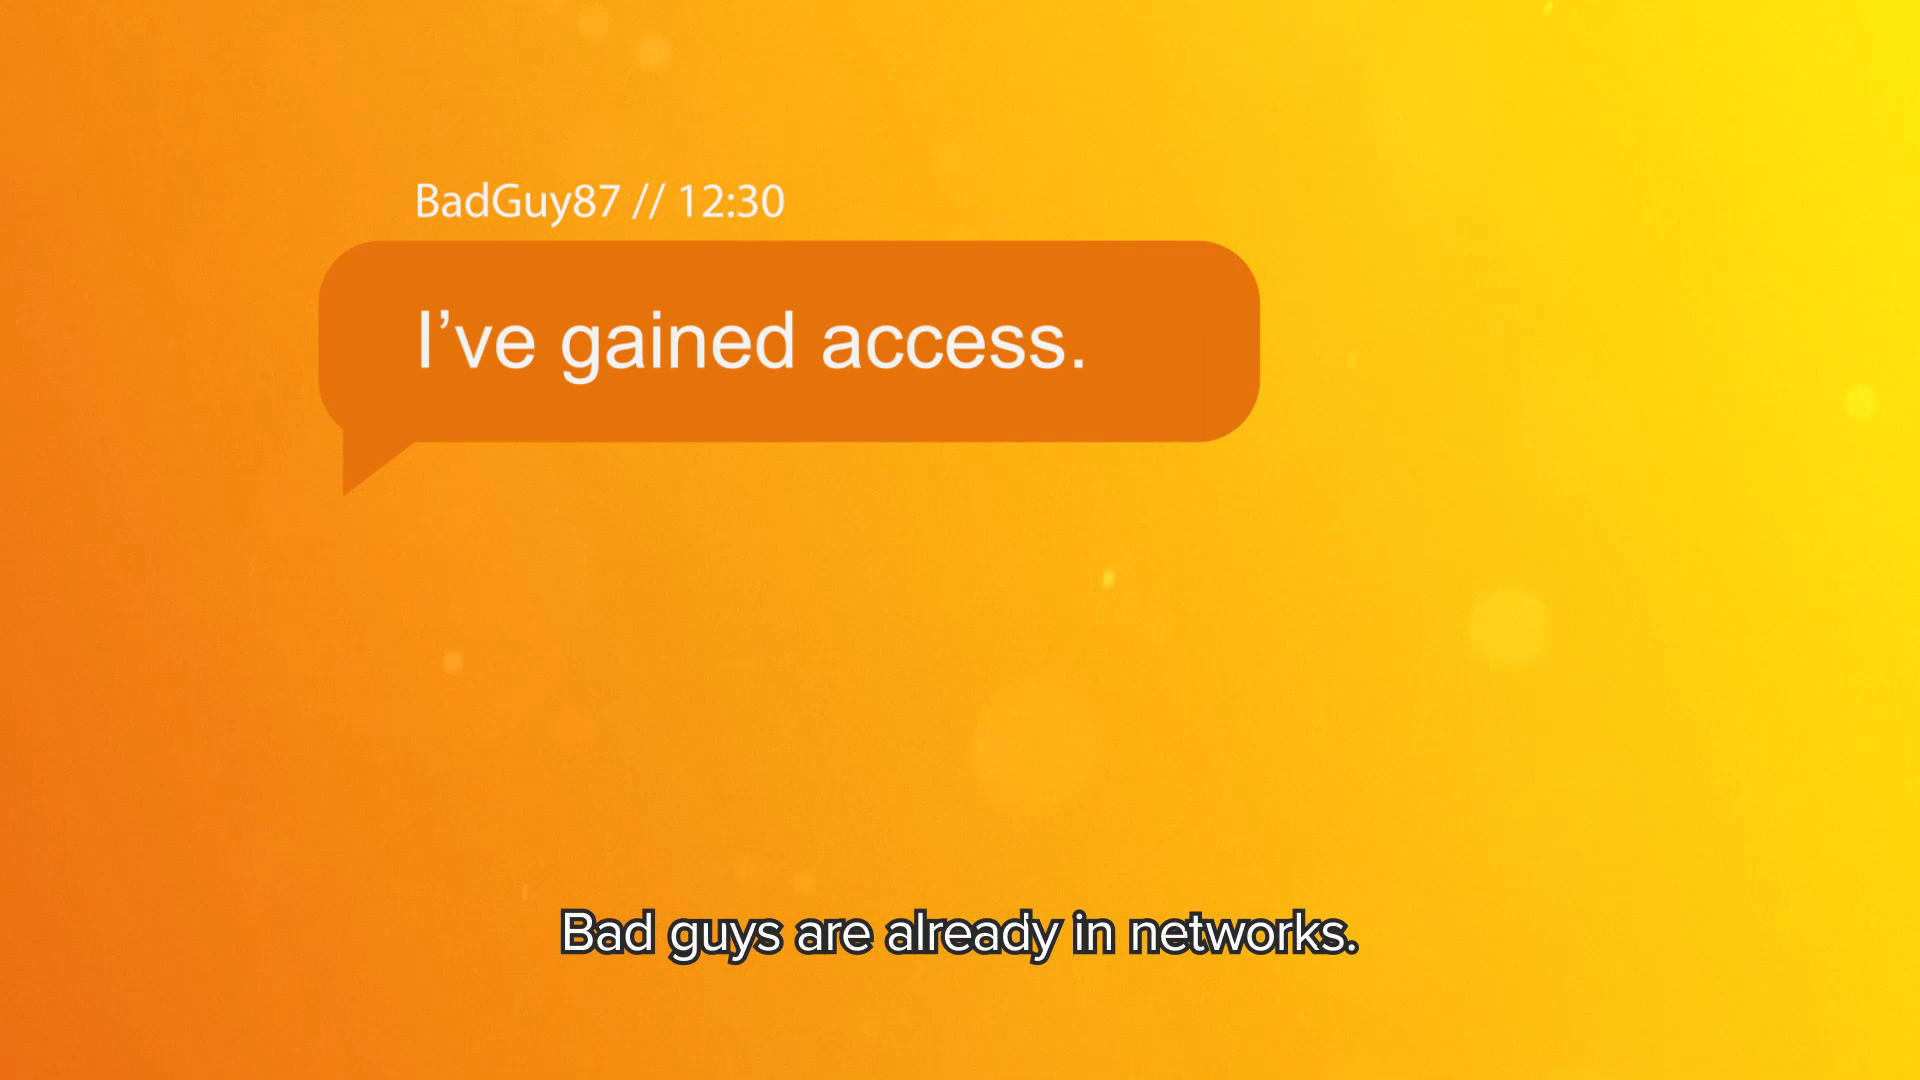 BadGuy87 // 12:30
I’ve gained access.
Bad guys are already in networks.